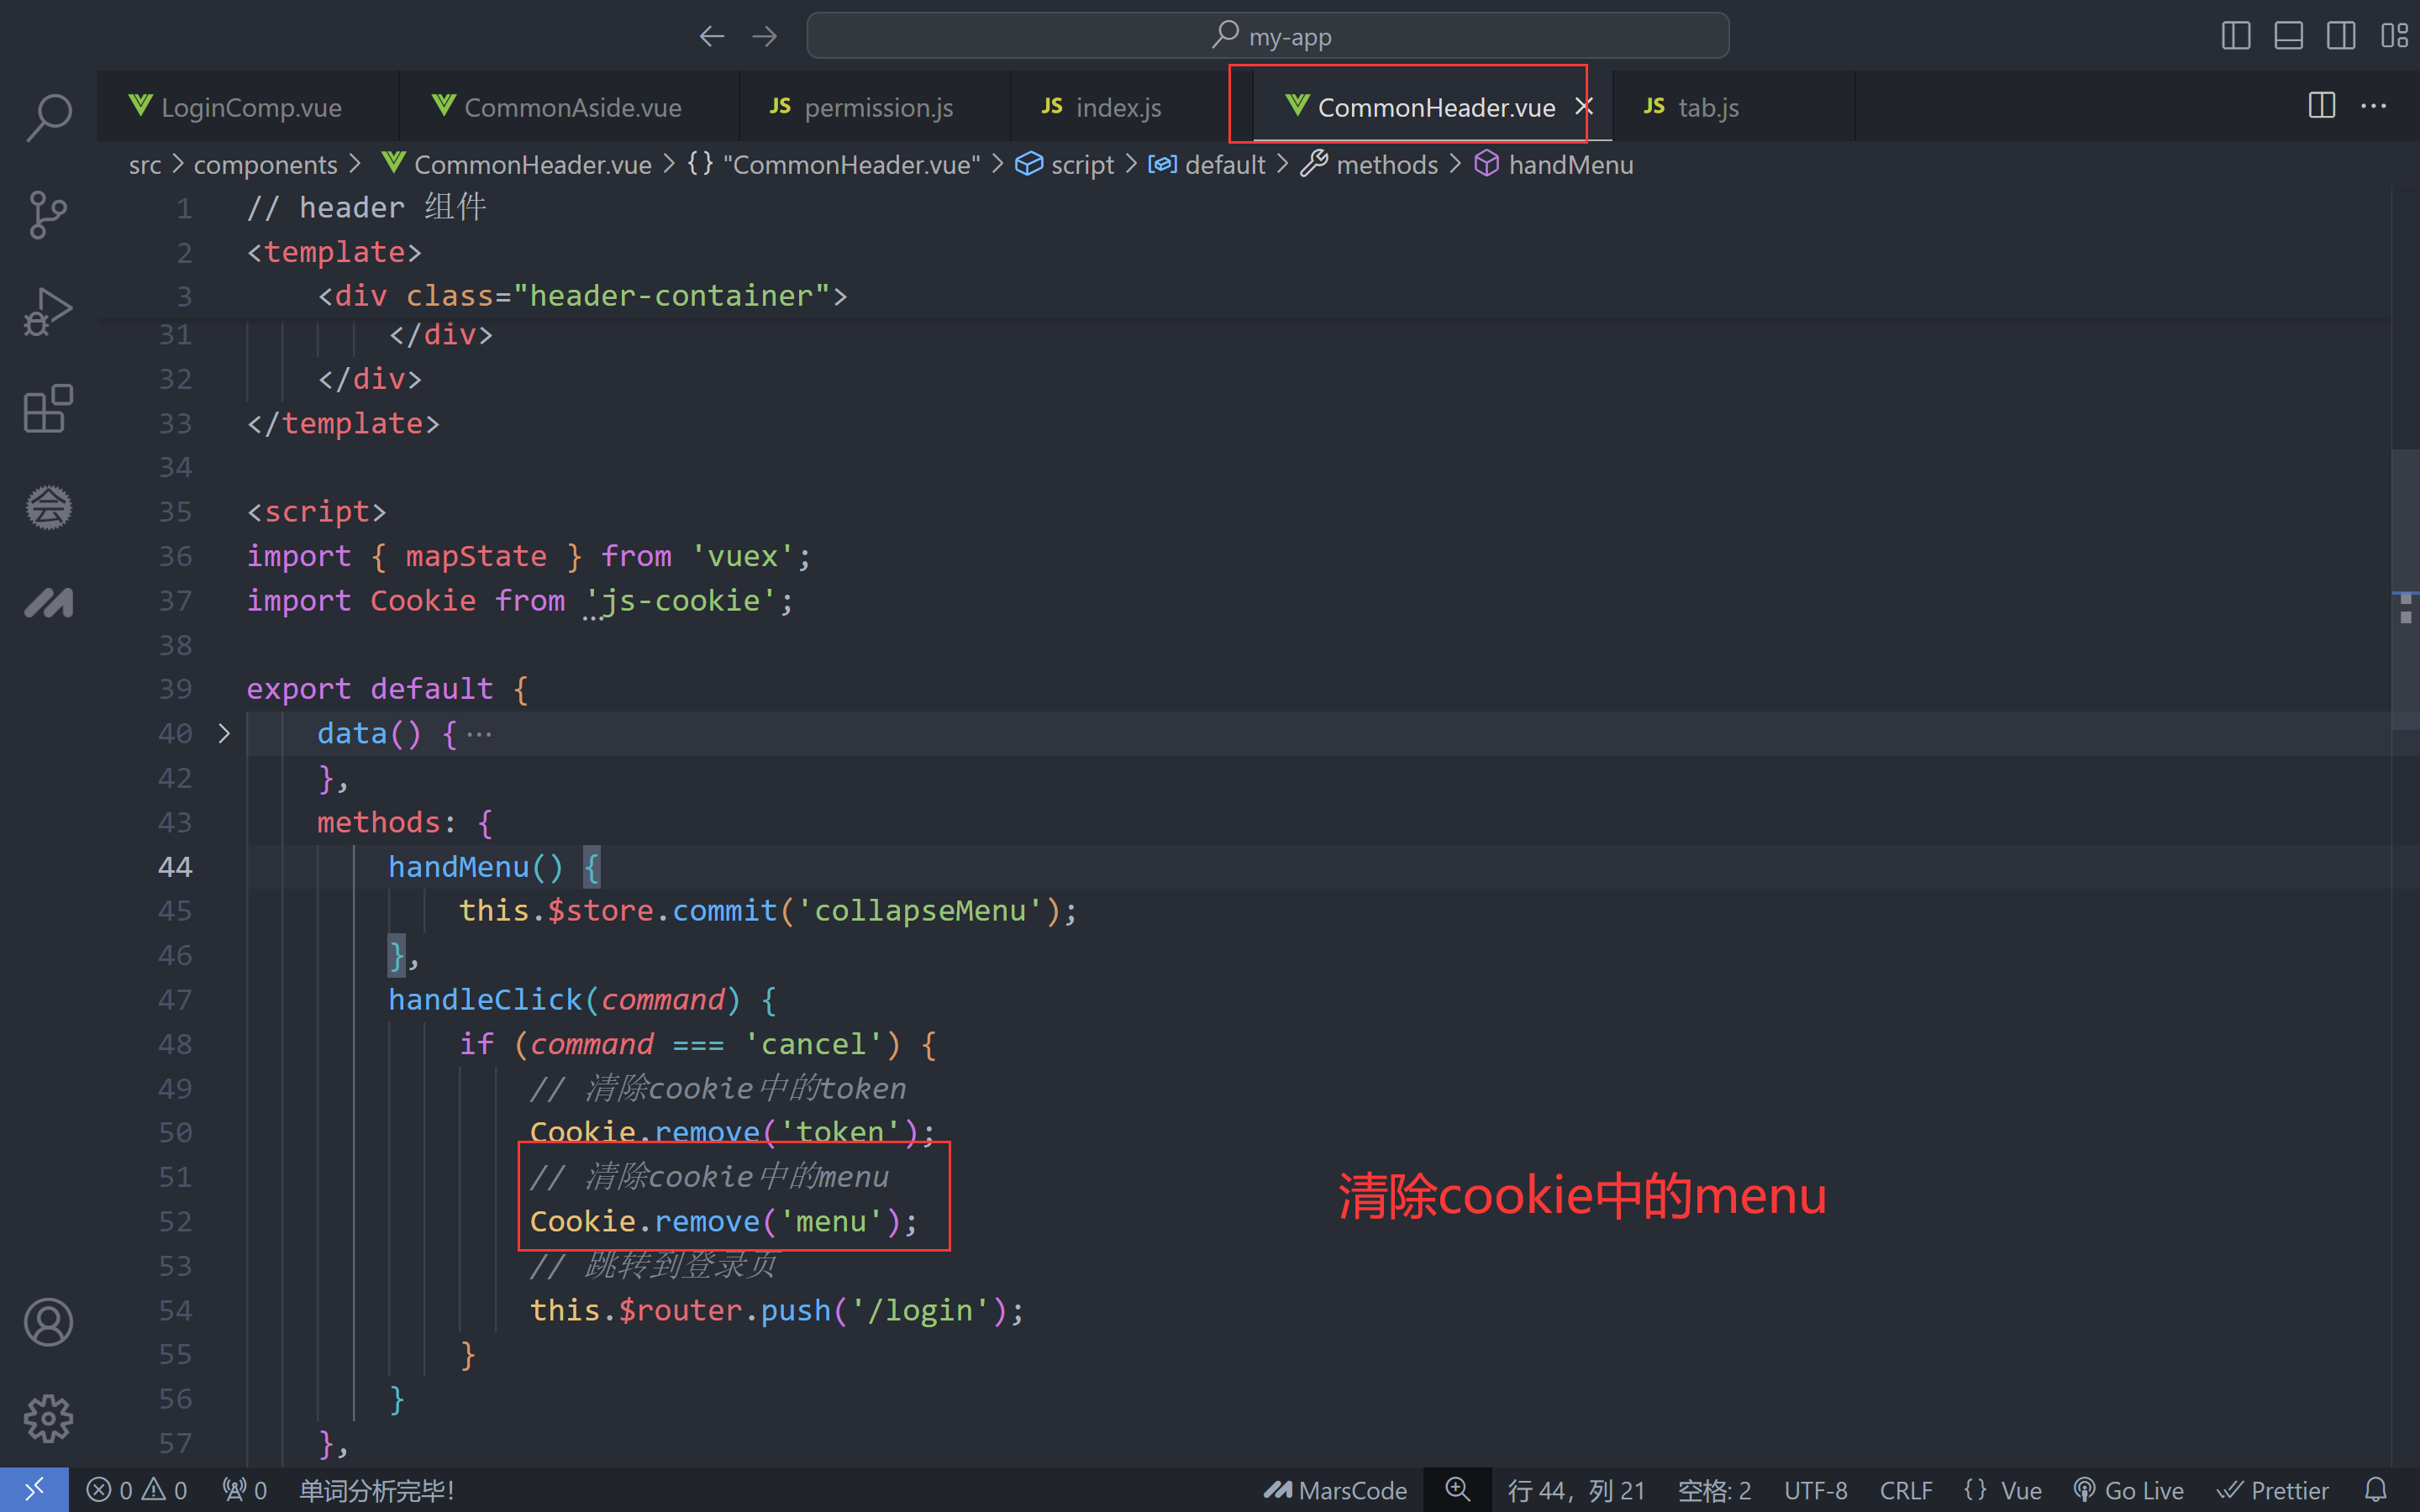 my-app
LoginComp.vue
CommonAside.vue
JS permission.js
JS index.js
CommonHeader.vue
JS tab.js
src > components > CommonHeader.vue > {} "CommonHeader.vue" > script > default > methods > handMenu
1 // header 组件
2 <template>
3 <div class="header-container">
31 </div>
32 </div>
33 </template>
34
35 <script>
36 import { mapState } from 'vuex';
37 import Cookie from 'js-cookie';
38
39 export default {
40 data() { ···
42 },
43 methods: {
44 handMenu() {
45 this.$store.commit('collapseMenu');
46 },
47 handleClick(command) {
48 if (command === 'cancel') {
49 // 清除cookie中的token
50 Cookie.remove('token');
51 // 清除cookie中的menu
52 Cookie.remove('menu');
清除cookie中的menu
53 // 跳转到登录页
54 this.$router.push('/login');
55 }
56 }
57 },
0 0 0 单词分析完毕! MarsCode 行 44，列 21 空格: 2 UTF-8 CRLF {} Vue Go Live Prettier